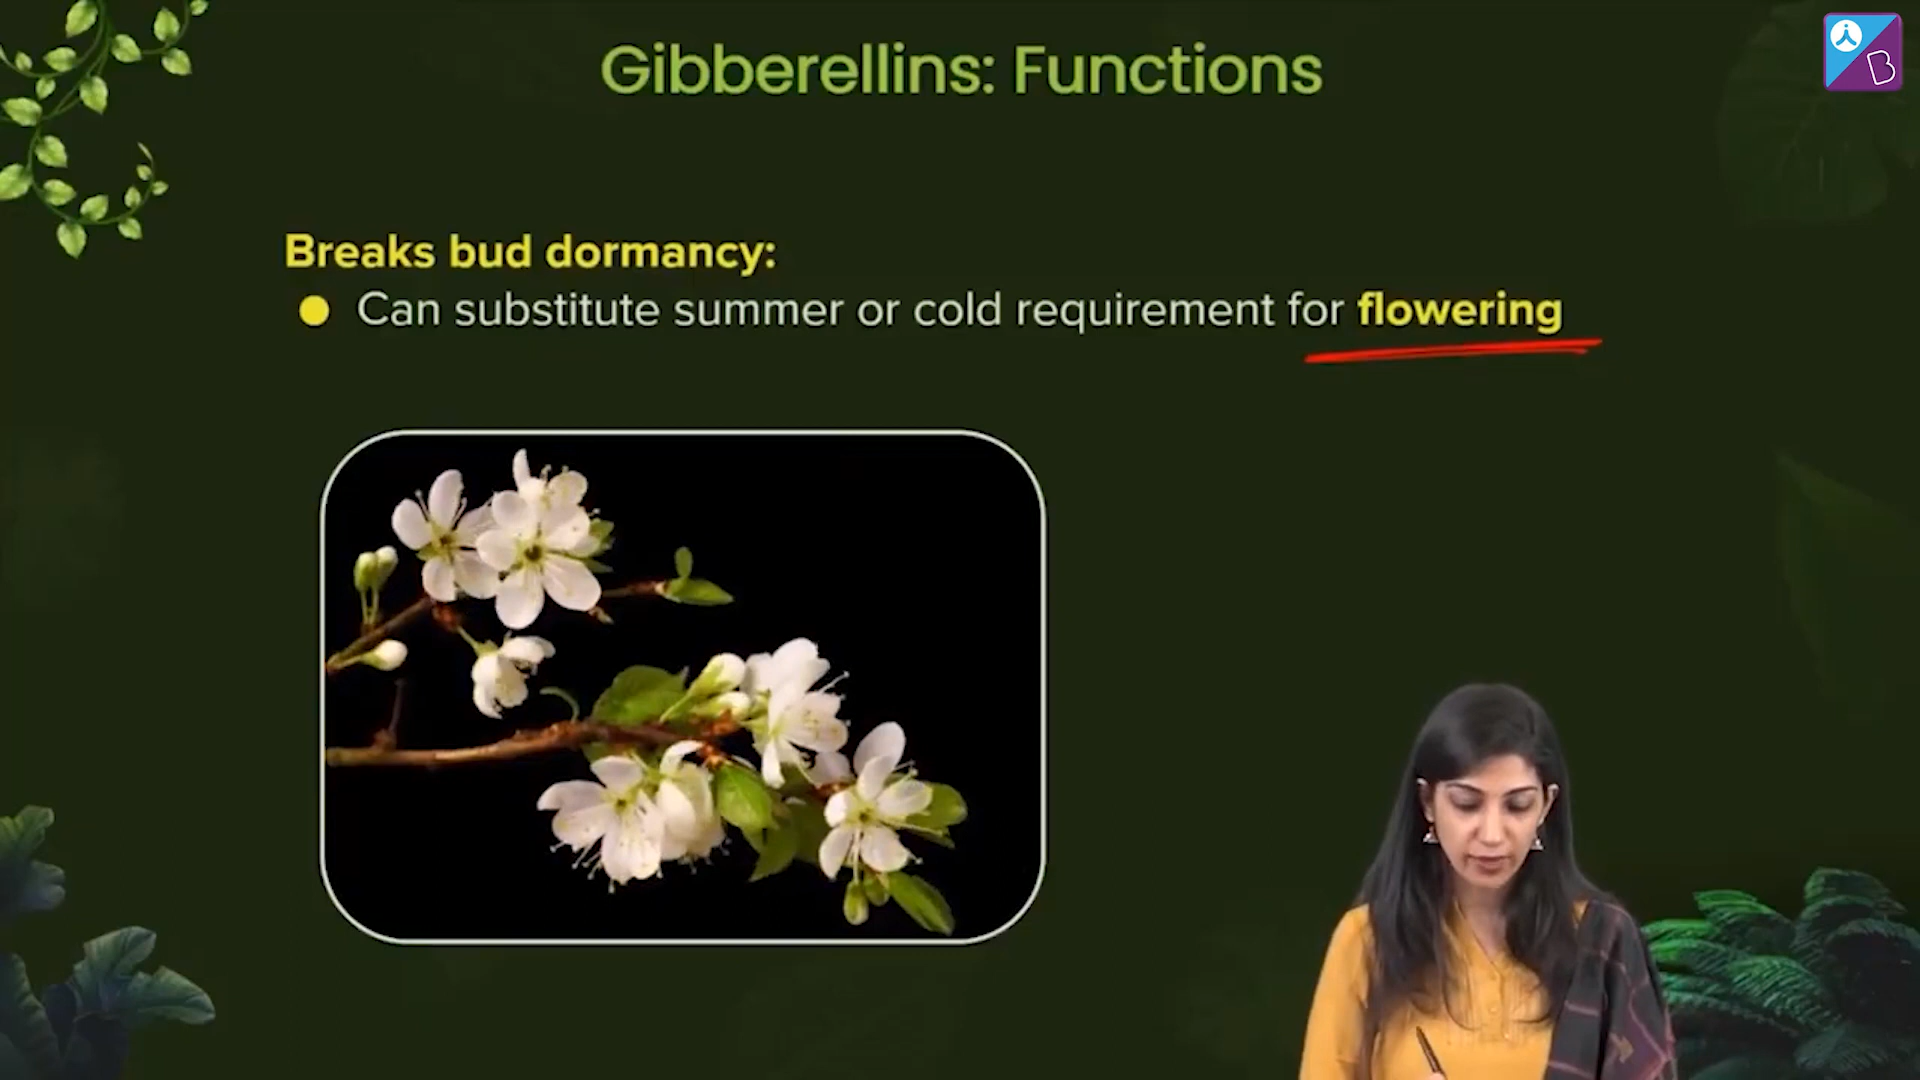 Gibberellins: Functions
B
Breaks bud dormancy:
Can substitute summer or cold requirement for flowering